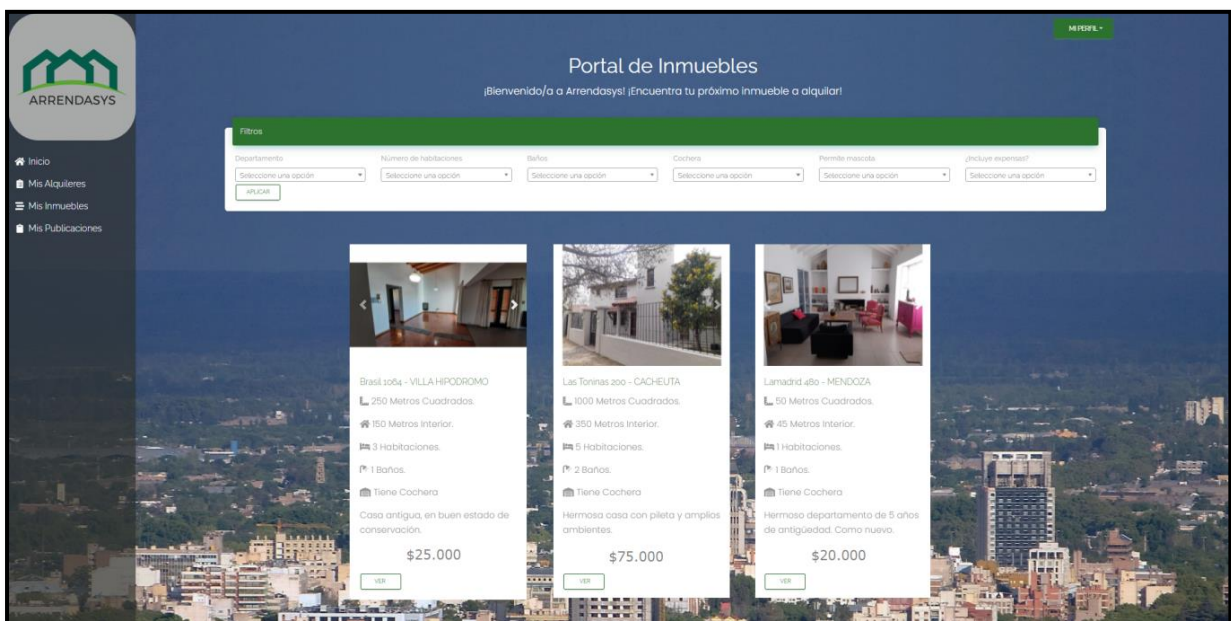 MI PERFIL
ARRENDASYS
Portal de Inmuebles
¡Bienvenido/a a Arrendasys! ¡Encuentra tu próximo inmueble a alquilar!
Filtros
Departamento Número de habitaciones Baños Cochera Permite mascota ¿Incluye expensas?
Seleccione una opción Seleccione una opción Seleccione una opción Seleccione una opción Seleccione una opción Seleccione una opción
APLICAR
Inicio
Mis Alquileres
Mis Inmuebles
Mis Publicaciones
Brasil 1064 - VILLA HIPODROMO
250 Metros Cuadrados.
150 Metros Interior.
3 Habitaciones.
1 Baños.
Tiene Cochera
Casa antigua, en buen estado de
conservación.
$25.000
VER
Las Toninas 200 - CACHEUTA
1000 Metros Cuadrados.
350 Metros Interior.
5 Habitaciones.
2 Baños.
Tiene Cochera
Hermosa casa con pileta y amplios
ambientes.
$75.000
VER
Lamadrid 480 - MENDOZA
50 Metros Cuadrados.
45 Metros Interior.
1 Habitaciones.
1 Baños.
Tiene Cochera
Hermoso departamento de 5 años
de antigüedad. Como nuevo.
$20.000
VER